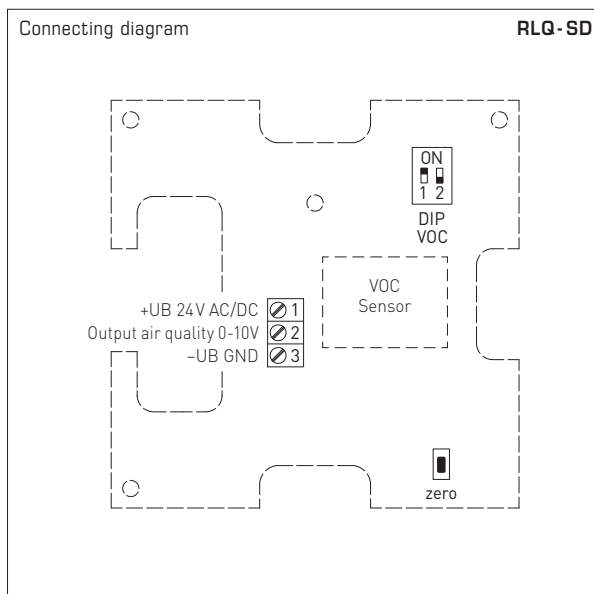 Connecting diagram RLQ-SD
ON
1 2
DIP
VOC
VOC
Sensor
+UB 24V AC/DC 1
Output air quality 0-10V 2
–UB GND 3
zero